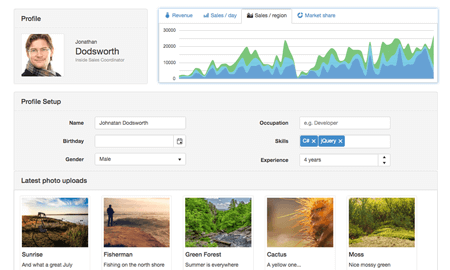 Profile
Jonathan
Dodsworth
Inside Sales Coordinator
Revenue
Sales / day
Sales / region
Market share
30000
20000
10000
0
Profile Setup
Name
Johnatan Dodsworth
Occupation
e.g. Developer
Birthday
Skills
C# ×
jQuery ×
Gender
Male
Experience
4 years
Latest photo uploads
Sunrise
Fisherman
Green Forest
Cactus
Moss
And what a great July
Fishing on the north shore
Summer is everywhere
A yellow one...
Nice mossy green